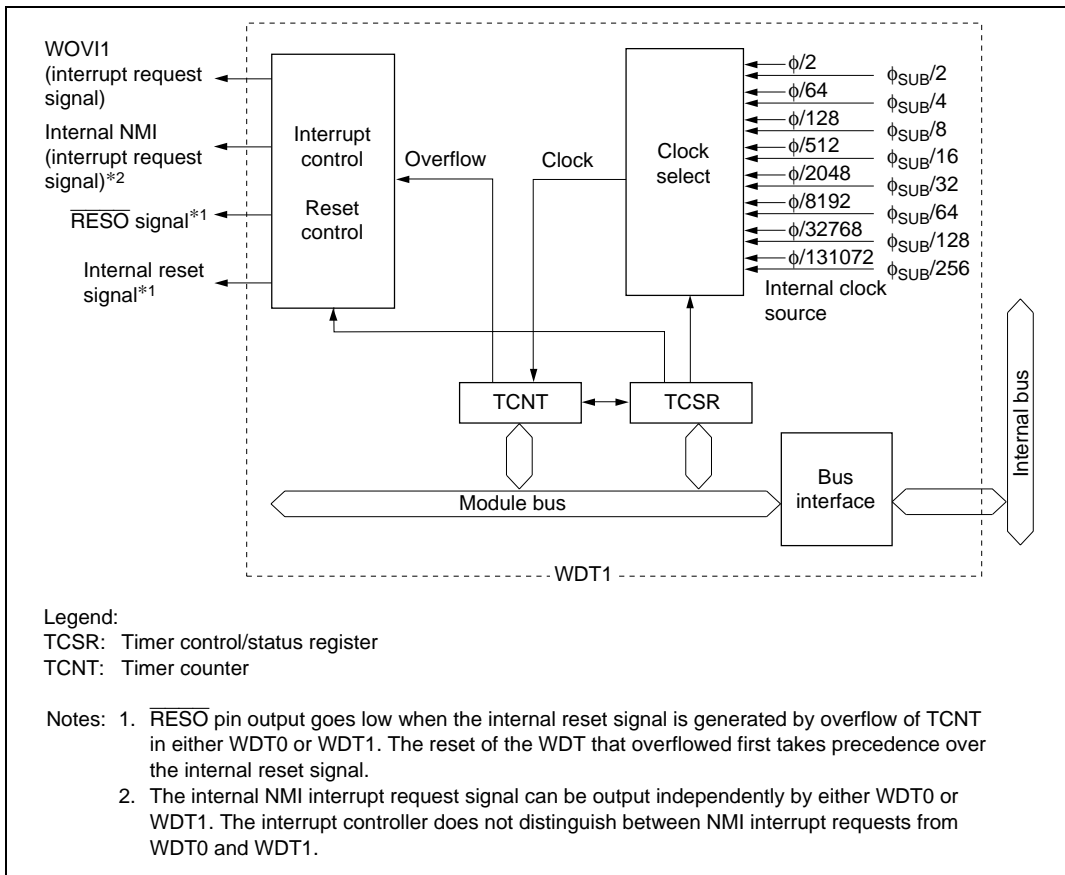 WOVI1
(interrupt request
signal)
Internal NMI
(interrupt request
signal)*2
RESO signal*1
Internal reset
signal*1
Interrupt
control
Reset
control
Overflow
Clock
Clock
select
ϕ/2
ϕ/64
ϕ/128
ϕ/512
ϕ/2048
ϕ/8192
ϕ/32768
ϕ/131072
Internal clock
source
ϕSUB/2
ϕSUB/4
ϕSUB/8
ϕSUB/16
ϕSUB/32
ϕSUB/64
ϕSUB/128
ϕSUB/256
TCNT
TCSR
Module bus
Bus
interface
Internal bus
WDT1
Legend:
TCSR: Timer control/status register
TCNT: Timer counter
Notes: 1. RESO pin output goes low when the internal reset signal is generated by overflow of TCNT
in either WDT0 or WDT1. The reset of the WDT that overflowed first takes precedence over
the internal reset signal.
2. The internal NMI interrupt request signal can be output independently by either WDT0 or
WDT1. The interrupt controller does not distinguish between NMI interrupt requests from
WDT0 and WDT1.